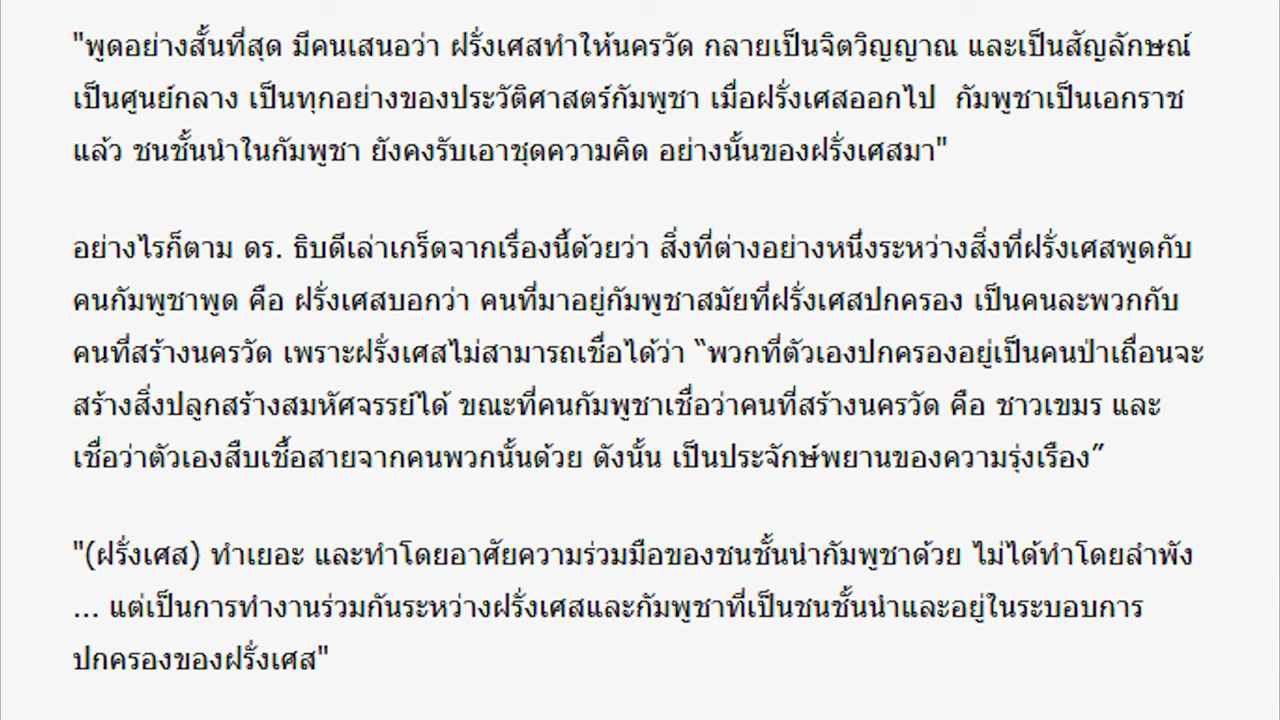 "พูดอย่างสั้นที่สุด มีคนเสนอว่า ฝรั่งเศสทำให้นครวัด กลายเป็นจิตวิญญาณ และเป็นสัญลักษณ์
เป็นศูนย์กลาง เป็นทุกอย่างของประวัติศาสตร์กัมพูชา เมื่อฝรั่งเศสออกไป  กัมพูชาเป็นเอกราช
แล้ว ชนชั้นนำในกัมพูชา ยังคงรับเอาชุดความคิด อย่างนั้นของฝรั่งเศสมา"
อย่างไรก็ตาม ดร. ธิบดีเล่าเกร็ดจากเรื่องนี้ด้วยว่า สิ่งที่ต่างอย่างหนึ่งระหว่างสิ่งที่ฝรั่งเศสพูดกับ
คนกัมพูชาพูด คือ ฝรั่งเศสบอกว่า คนที่มาอยู่กัมพูชาสมัยที่ฝรั่งเศสปกครอง เป็นคนละพวกกับ
คนที่สร้างนครวัด เพราะฝรั่งเศสไม่สามารถเชื่อได้ว่า “พวกที่ตัวเองปกครองอยู่เป็นคนป่าเถื่อนจะ
สร้างสิ่งปลูกสร้างสมหัศจรรย์ได้ ขณะที่คนกัมพูชาเชื่อว่าคนที่สร้างนครวัด คือ ชาวเขมร และ
เชื่อว่าตัวเองสืบเชื้อสายจากคนพวกนั้นด้วย ดังนั้น เป็นประจักษ์พยานของความรุ่งเรือง”
"(ฝรั่งเศส) ทำเยอะ และทำโดยอาศัยความร่วมมือของชนชั้นนำกัมพูชาด้วย ไม่ได้ทำโดยลำพัง
... แต่เป็นการทำงานร่วมกันระหว่างฝรั่งเศสและกัมพูชาที่เป็นชนชั้นนำและอยู่ในระบอบการ
ปกครองของฝรั่งเศส"